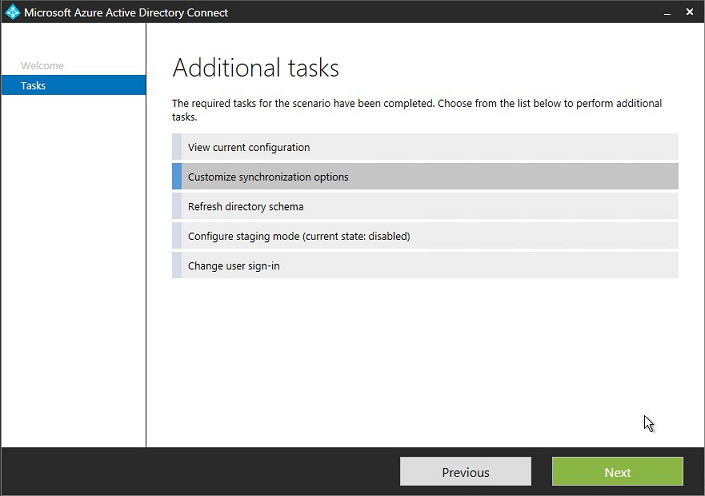 Microsoft Azure Active Directory Connect
Welcome
Tasks
Additional tasks
The required tasks for the scenario have been completed. Choose from the list below to perform additional
tasks.
View current configuration
Customize synchronization options
Refresh directory schema
Configure staging mode (current state: disabled)
Change user sign-in
Previous
Next